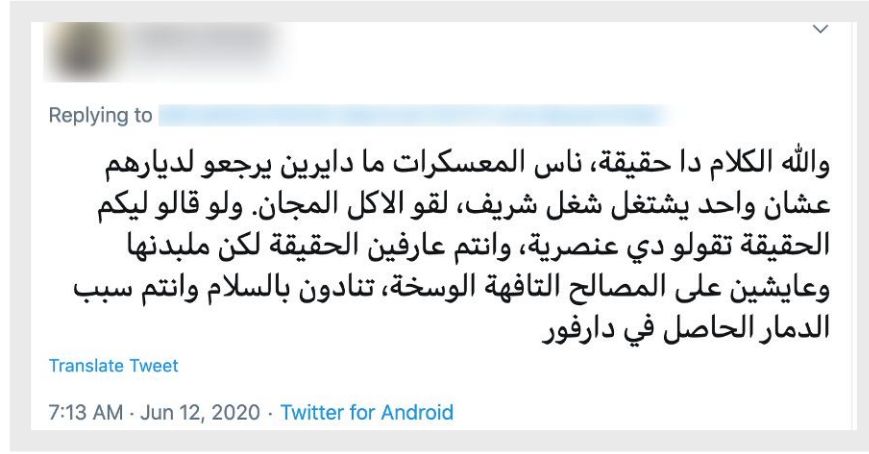 Replying to
والله الكلام دا حقيقة، ناس المعسكرات ما دايرين يرجعو لديارهم
عشان واحد يشتغل شغل شريف، لقو الاكل المجان. ولو قالو ليكم
الحقيقة تقولو دي عنصرية، وانتم عارفين الحقيقة لكن ملبدنها
وعايشين على المصالح التافهة الوسخة، تنادون بالسلام وانتم سبب
الدمار الحاصل في دارفور
Translate Tweet
7:13 AM · Jun 12, 2020 · Twitter for Android